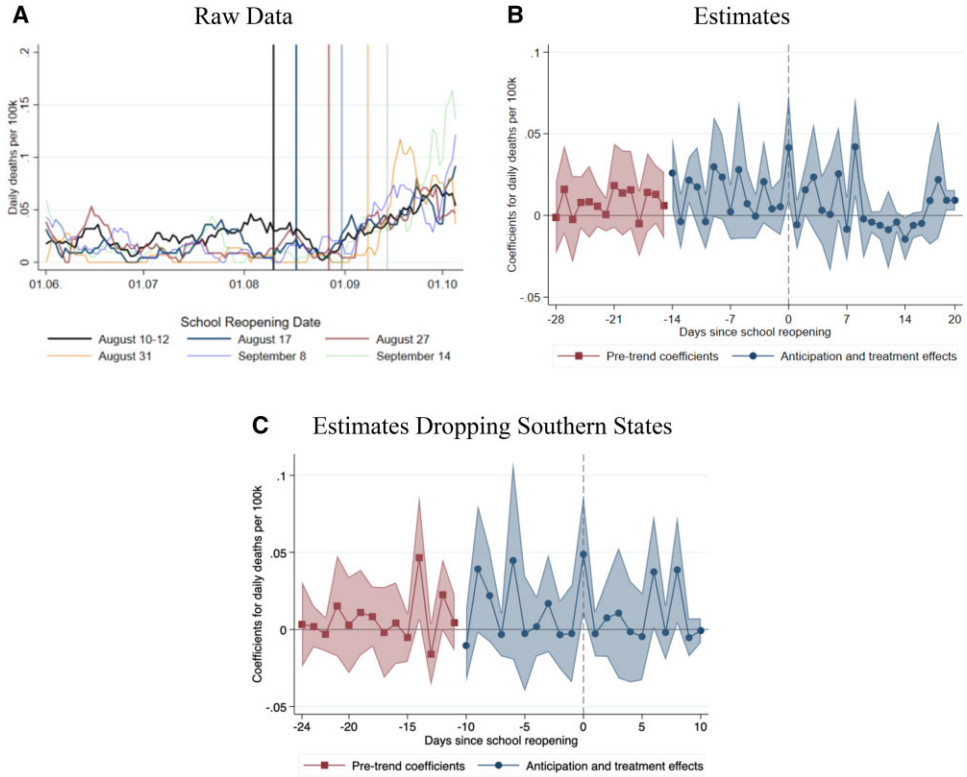 A Raw Data
Daily deaths per 100k
.2
.15
.1
.05
0
01.06. 01.07 01.08 01.09 01.10
School Reopening Date
August 10-12 August 17 August 27
August 31 September 8 September 14
B Estimates
Coefficients for daily deaths per 100k
.1
.05
0
-.05
-28 -21 -14 -7 0 7 14 20
Days since school reopening
Pre-trend coefficients Anticipation and treatment effects
C Estimates Dropping Southern States
Coefficients for daily deaths per 100k
.1
.05
0
-.05
-24 -20 -15 -10 -5 0 5 10
Days since school reopening
Pre-trend coefficients Anticipation and treatment effects